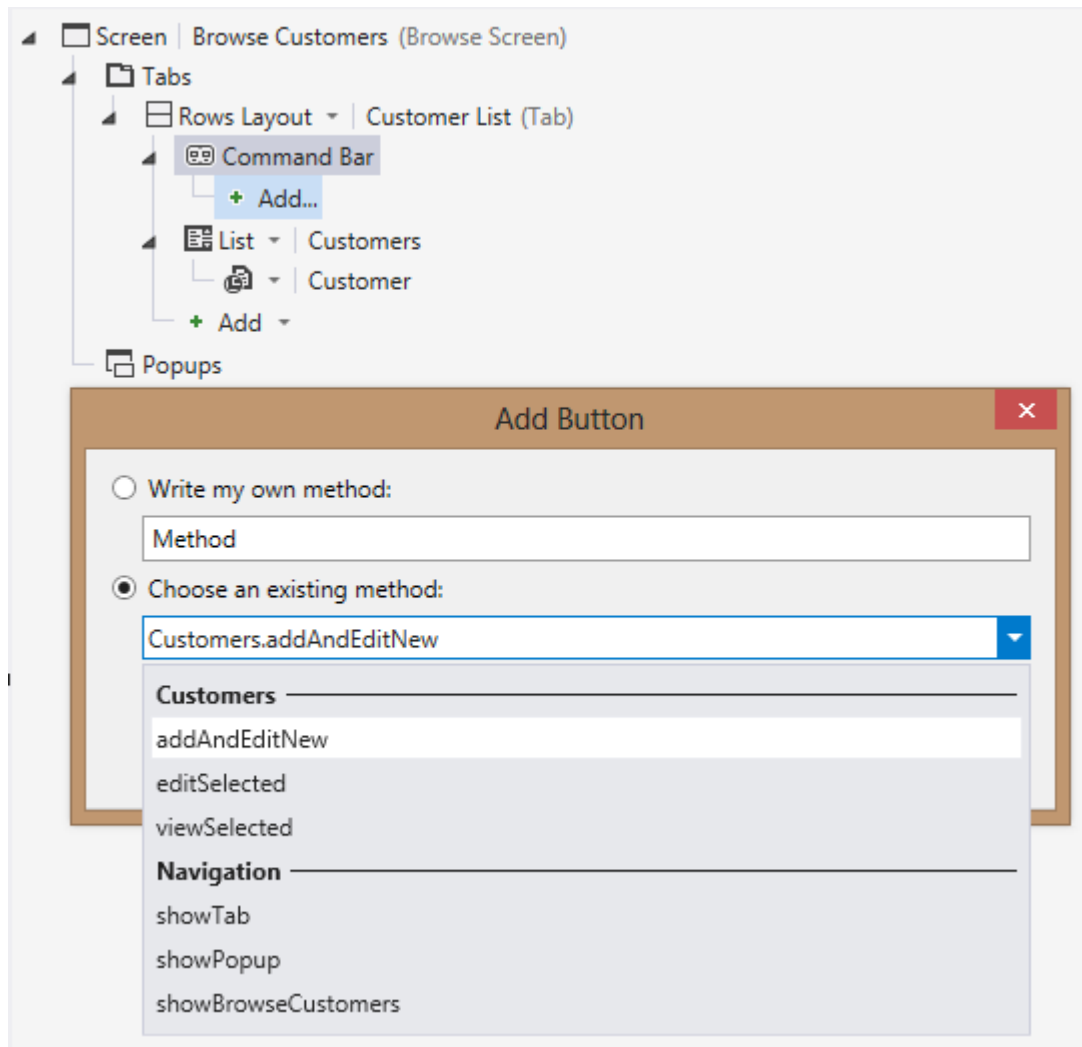 Screen | Browse Customers (Browse Screen)
Tabs
Rows Layout | Customer List (Tab)
Command Bar
+ Add...
List | Customers
| Customer
+ Add
Popups
Add Button
Write my own method:
Method
Choose an existing method:
Customers.addAndEditNew
Customers
addAndEditNew
editSelected
viewSelected
Navigation
showTab
showPopup
showBrowseCustomers